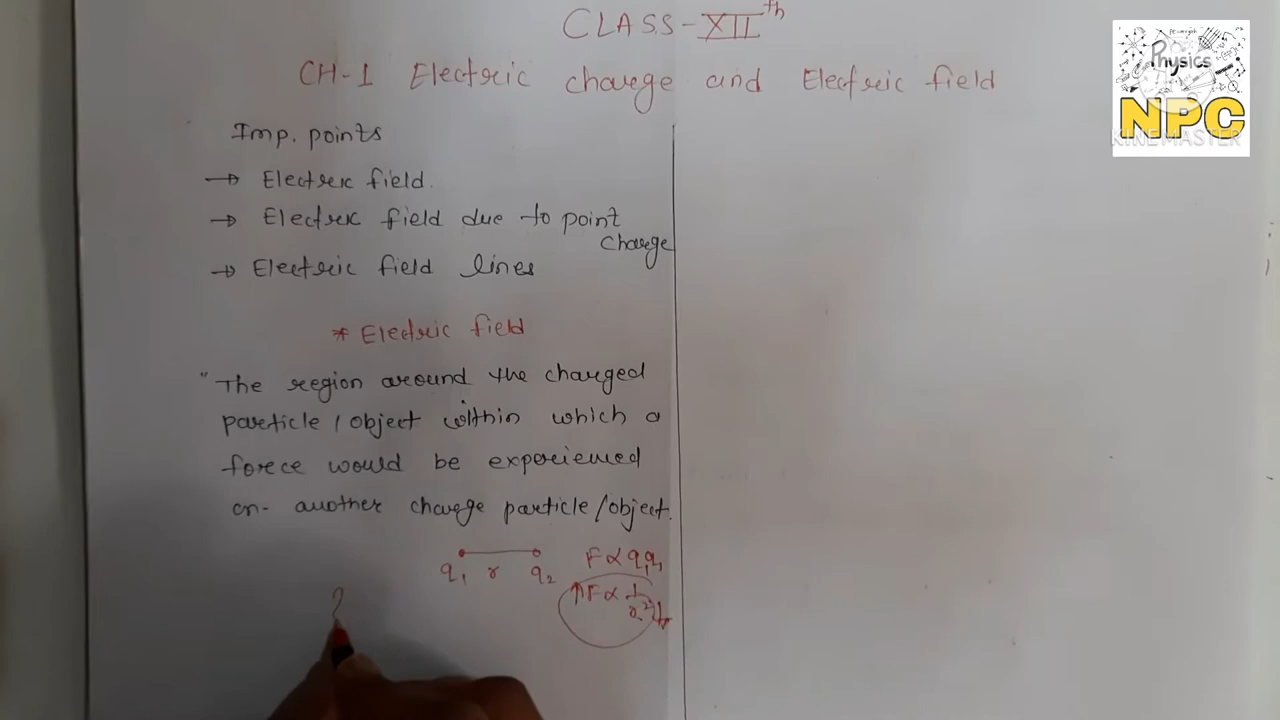 CLASS-XIIth
CH-1 Electric charge and Electric field
Imp. points
→ Electric field.
→ Electric field due to point
charge
→ Electric field lines
* Electric field
"The region around the charged
particle / object within which a
force would be experienced
on- another charge particle/object.
F ∝ q₁q₂
q₁ r q₂
↑F ∝ 1/r²↓
Physics
NPC
KINEMASTER